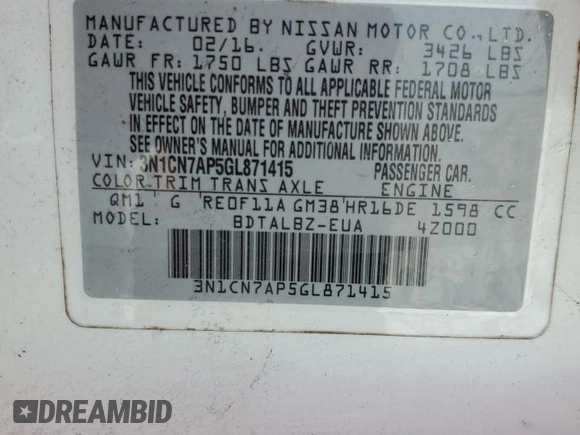 MANUFACTURED BY NISSAN MOTOR CO., LTD.
DATE: 02/16. GVWR: 3426 LBS
GAWR FR: 1750 LBS GAWR RR: 1708 LBS
THIS VEHICLE CONFORMS TO ALL APPLICABLE FEDERAL MOTOR
VEHICLE SAFETY, BUMPER AND THEFT PREVENTION STANDARDS
IN EFFECT ON THE DATE OF MANUFACTURE SHOWN ABOVE.
SEE OWNER'S MANUAL FOR ADDITIONAL INFORMATION.
VIN: 3N1CN7AP5GL871415 PASSENGER CAR.
COLOR TRIM TRANS AXLE ENGINE
QM1 G RE0F11A GM38 HR16DE 1598 CC
MODEL: BDTALBZ-EUA 4Z000
3N1CN7AP5GL871415
DREAMBID